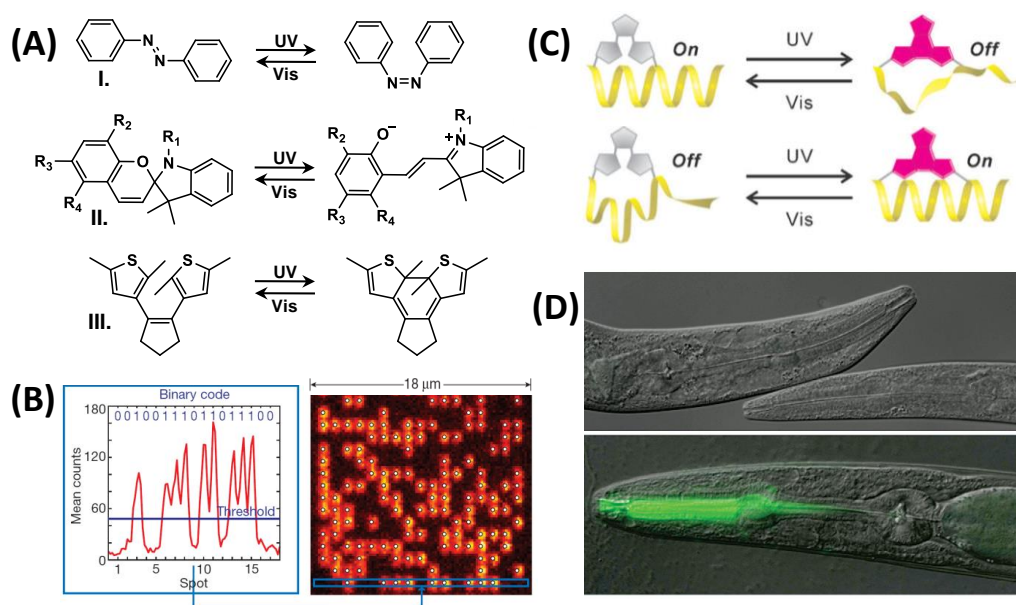 (A)
N
N
I.
UV
Vis
N=N
R₂
R₃
R₄
O
N
R₁
II.
UV
Vis
R₂
O⁻
R₃
R₄
R₁
N
+
S
S
III.
UV
Vis
S
S
(B)
Binary code
00100111011011100
180
120
60
0
Mean counts
Threshold
1 5 10 15
Spot
18 μm
(C)
On
UV
Vis
Off
Off
UV
Vis
On
(D)